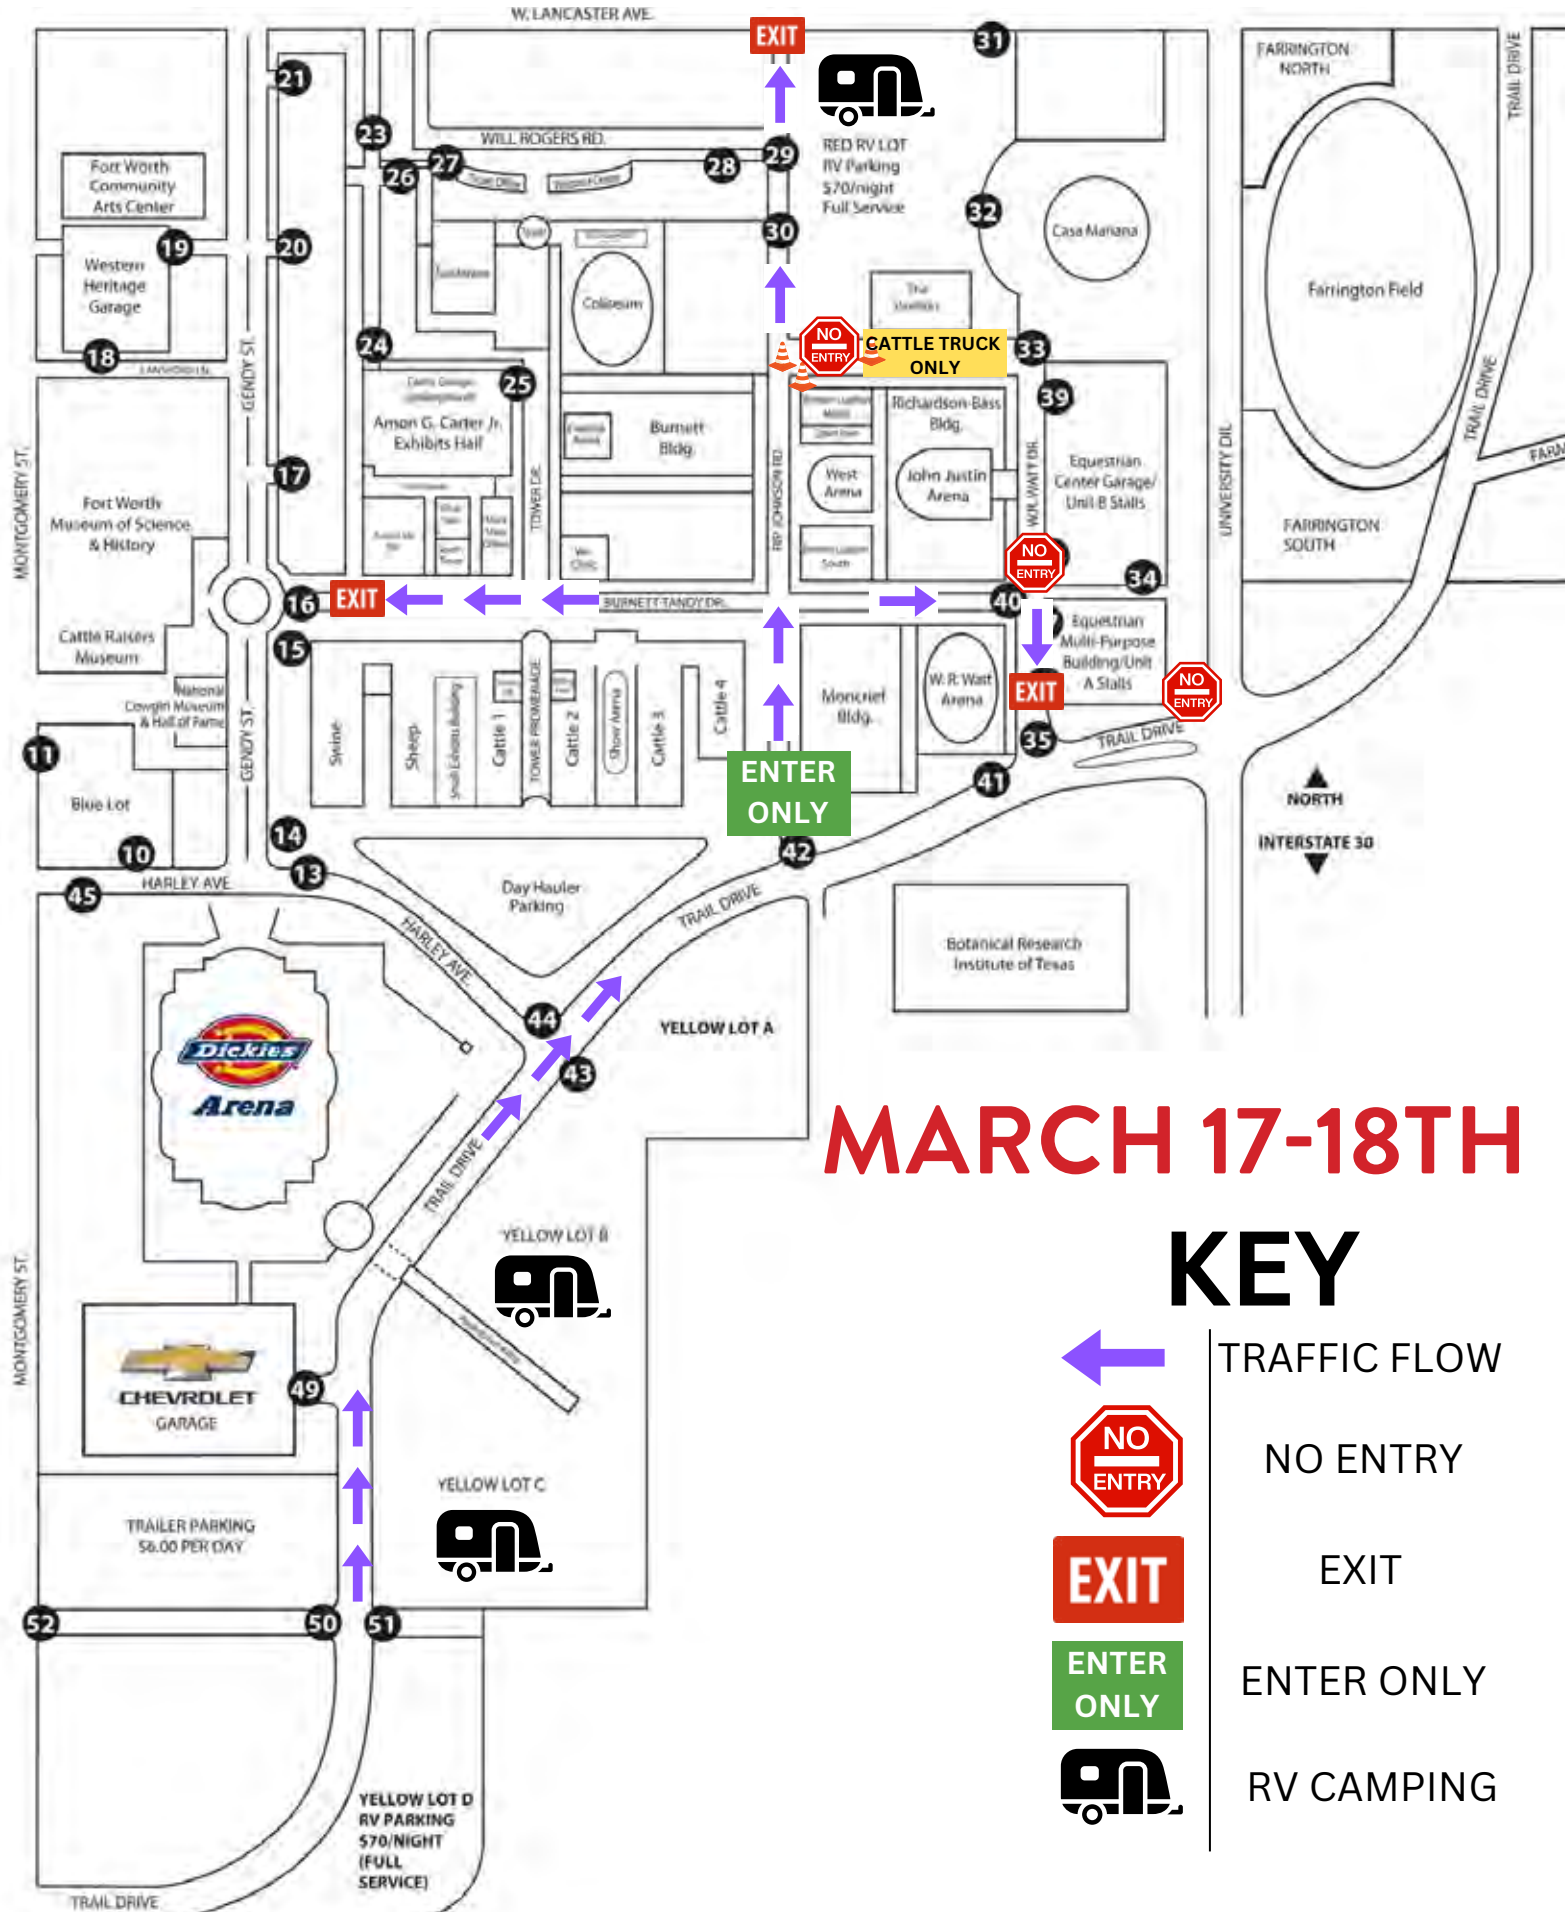 W. LANCASTER AVE.
EXIT
31
FARRINGTON
NORTH
TRAIL DRIVE
21
23
WILL ROGERS RD.
27
26
28
29
RED RV LOT
RV Parking
$70/night
Full Service
Fort Worth
Community
Arts Center
19
20
30
32
Casa Manana
Western
Heritage
Garage
Coliseum
Farrington Field
18
24
GENDY ST.
NO
ENTRY
CATTLE TRUCK
ONLY
33
25
39
Amon G. Carter Jr.
Exhibits Hall
Burnett
Bldg.
Richardson-Bass
Bldg.
TRAIL DRIVE
FARM
MONTGOMERY ST.
17
Fort Worth
Museum of Science
& History
TOWER DR.
RIP JOHNSON RD.
West
Arena
John Justin
Arena
W.R. WATT DR.
Equestrian
Center Garage/
Unit B Stalls
UNIVERSITY DR.
FARRINGTON
SOUTH
South
NO
ENTRY
34
16
EXIT
BURNETT-TANDY DR.
40
15
Cattle Raisers
Museum
Equestrian
Multi-Purpose
Building/Unit
A Stalls
National
Cowgirl Museum
& Hall of Fame
GENDY ST.
Swine
Sheep
Cattle 1
TOWER PROMENADE
Cattle 2
Show Arena
Cattle 3
Cattle 4
Moncrief
Bldg.
W. R. Watt
Arena
EXIT
NO
ENTRY
35
TRAIL DRIVE
11
Blue Lot
ENTER
ONLY
41
NORTH
INTERSTATE 30
14
10
13
42
HARLEY AVE.
45
Day Hauler
Parking
TRAIL DRIVE
HARLEY AVE.
Botanical Research
Institute of Texas
44
YELLOW LOT A
43
Dickies
Arena
MARCH 17-18TH
TRAIL DRIVE
YELLOW LOT B
KEY
MONTGOMERY ST.
TRAFFIC FLOW
CHEVROLET
GARAGE
49
NO
ENTRY
NO ENTRY
YELLOW LOT C
TRAILER PARKING
$6.00 PER DAY
EXIT
EXIT
52
50
51
ENTER
ONLY
ENTER ONLY
RV CAMPING
YELLOW LOT D
RV PARKING
$70/NIGHT
(FULL
SERVICE)
TRAIL DRIVE